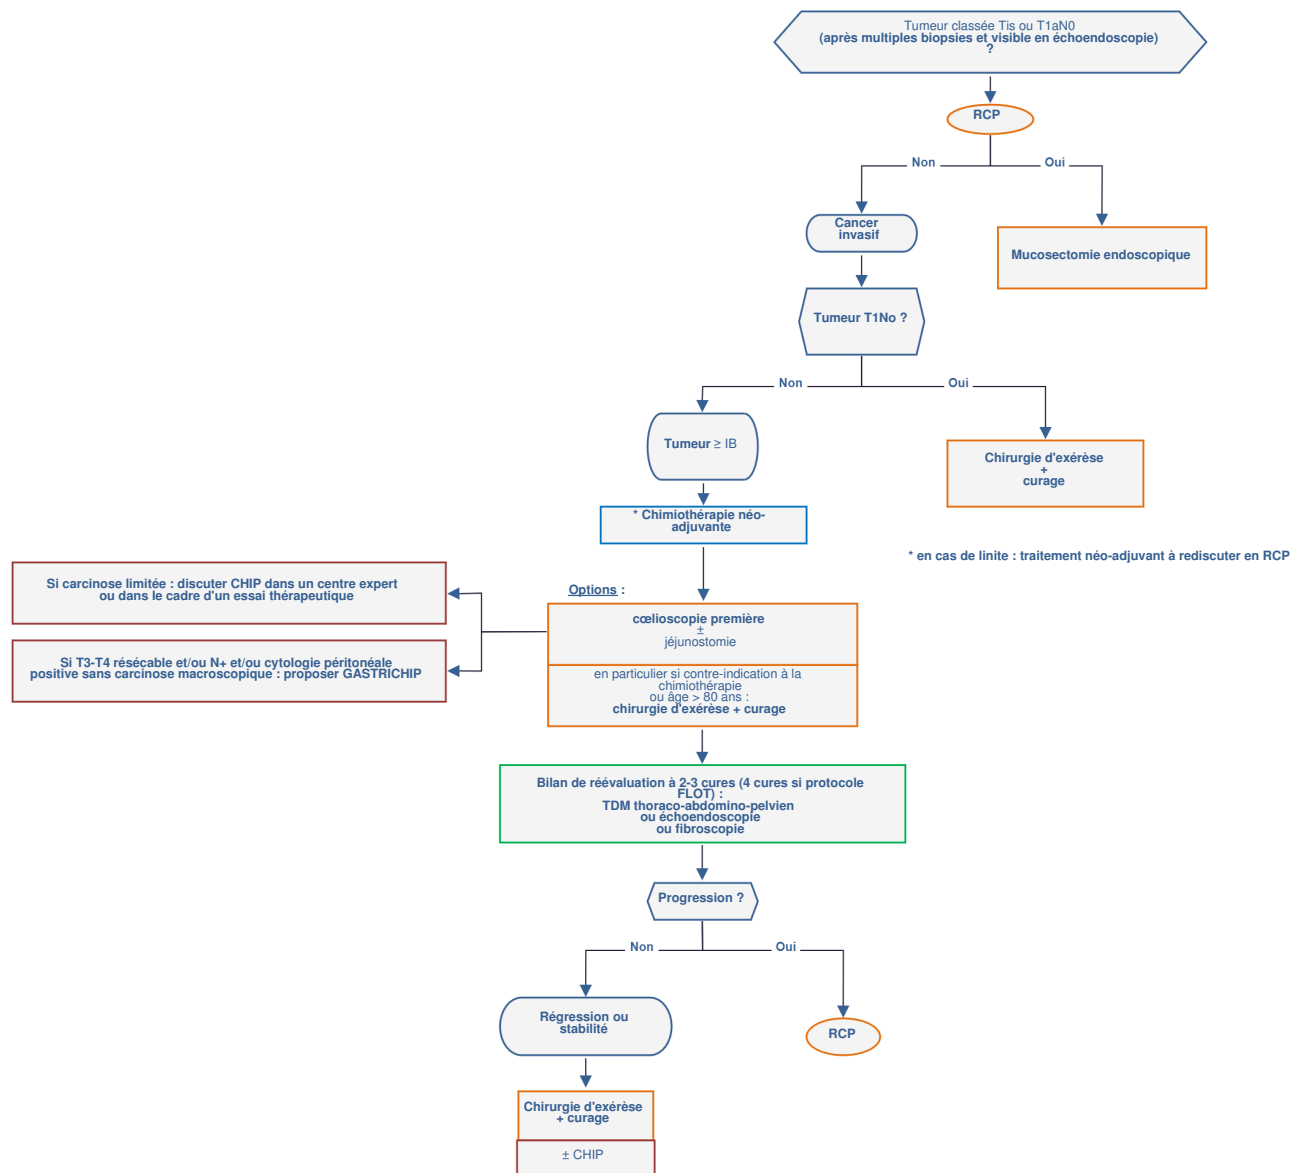 Tumeur classée Tis ou T1aN0
(après multiples biopsies et visible en échoendoscopie)
?
RCP
Non
Oui
Cancer
invasif
Mucosectomie endoscopique
Tumeur T1No ?
Non
Oui
Tumeur ≥ IB
Chirurgie d'exérèse
+
curage
* Chimiothérapie néo-
adjuvante
* en cas de linite : traitement néo-adjuvant à rediscuter en RCP
Si carcinose limitée : discuter CHIP dans un centre expert
ou dans le cadre d'un essai thérapeutique
Options :
cœlioscopie première
±
jéjunostomie
Si T3-T4 résécable et/ou N+ et/ou cytologie péritonéale
positive sans carcinose macroscopique : proposer GASTRICHIP
en particulier si contre-indication à la
chimiothérapie
ou âge > 80 ans :
chirurgie d'exérèse + curage
Bilan de réévaluation à 2-3 cures (4 cures si protocole
FLOT) :
TDM thoraco-abdomino-pelvien
ou échoendoscopie
ou fibroscopie
Progression ?
Non
Oui
Régression ou
stabilité
RCP
Chirurgie d'exérèse
+ curage
± CHIP